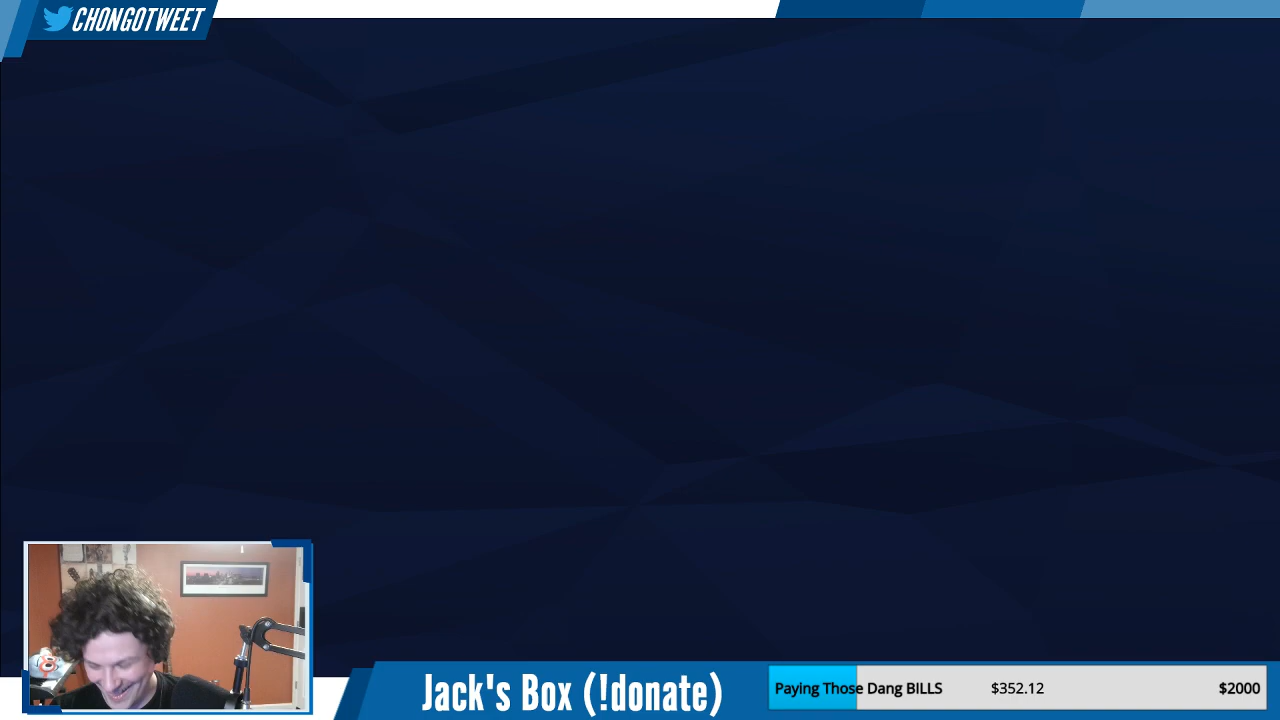 CHONGOTWEET
Jack's Box (!donate)
Paying Those Dang BILLS $352.12 $2000